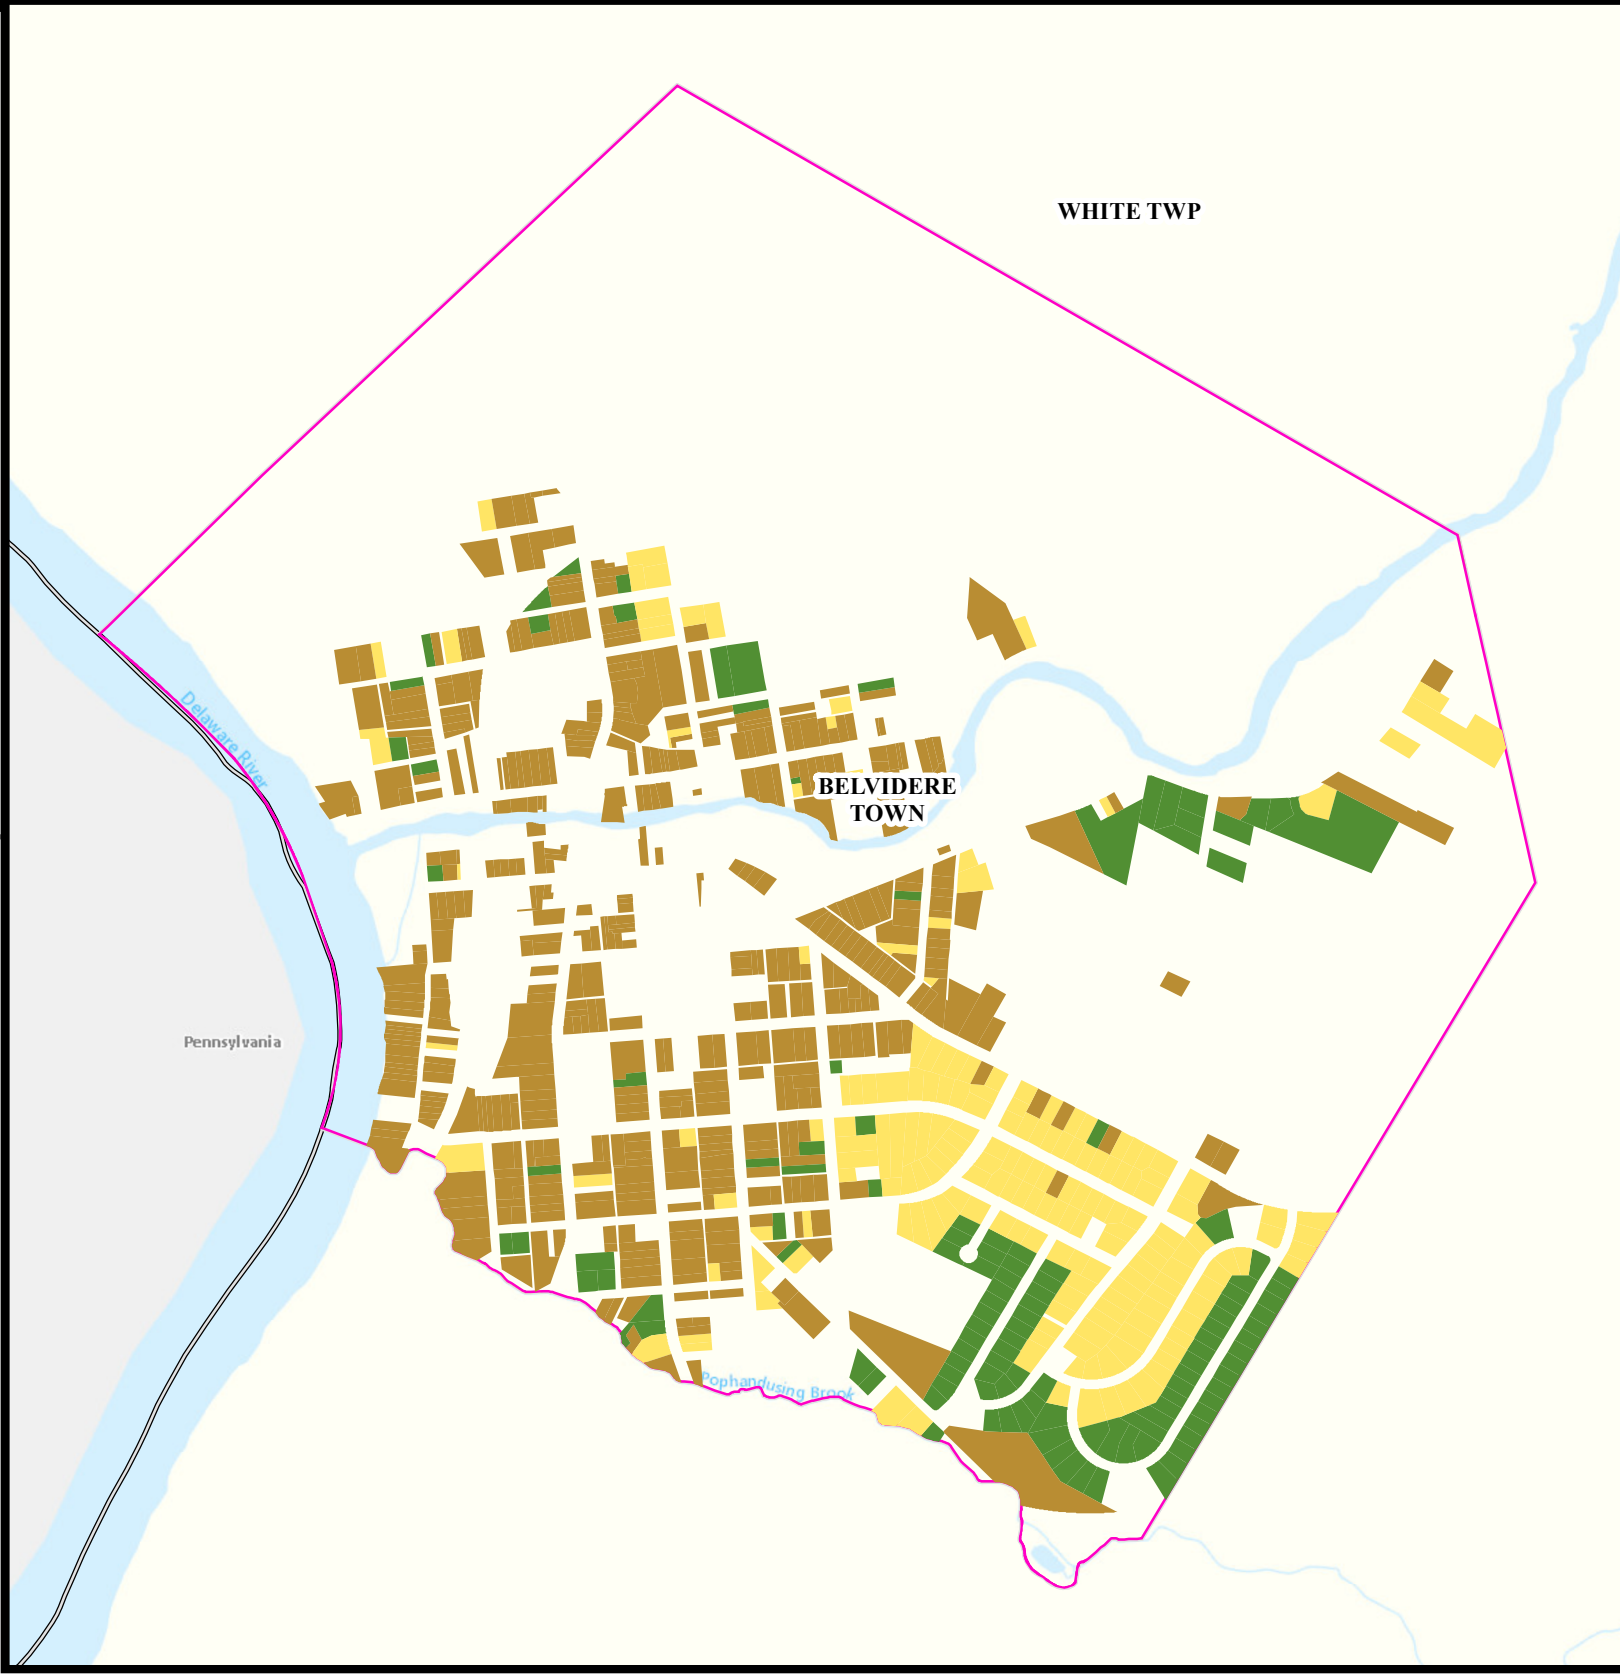 WHITE TWP
Delaware River
BELVIDERE
TOWN
Pennsylvania
Pophandusing Brook